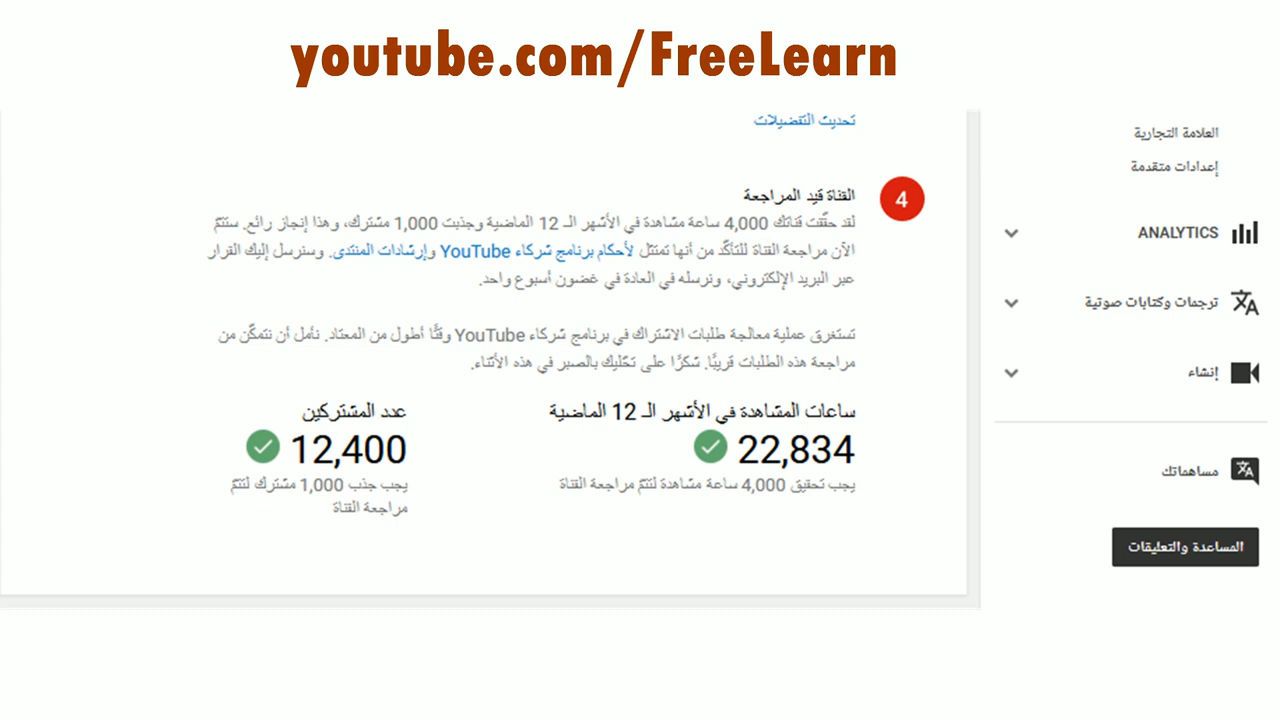 youtube.com/FreeLearn
تحديث التفضيلات
4
القناة قيد المراجعة
لقد حقّقت قناتك 4,000 ساعة مشاهدة في الأشهر الـ 12 الماضية وجذبت 1,000 مشترك، وهذا إنجاز رائع. ستتمّ
الآن مراجعة القناة للتأكّد من أنها تمتثل لأحكام برنامج شركاء YouTube وإرشادات المنتدى. وسنرسل إليك القرار
عبر البريد الإلكتروني، ونرسله في العادة في غضون أسبوع واحد.
تستغرق عملية معالجة طلبات الاشتراك في برنامج شركاء YouTube وقتًا أطول من المعتاد. نأمل أن نتمكّن من
مراجعة هذه الطلبات قريبًا. شكرًا على تحّليك بالصبر في هذه الأثناء.
ساعات المشاهدة في الأشهر الـ 12 الماضية
22,834
يجب تحقيق 4,000 ساعة مشاهدة لتتمّ مراجعة القناة
عدد المشتركين
12,400
يجب جذب 1,000 مشترك لتتمّ
مراجعة القناة
العلامة التجارية
إعدادات متقدمة
ANALYTICS
ترجمات وكتابات صوتية
إنشاء
مساهماتك
المساعدة والتعليقات